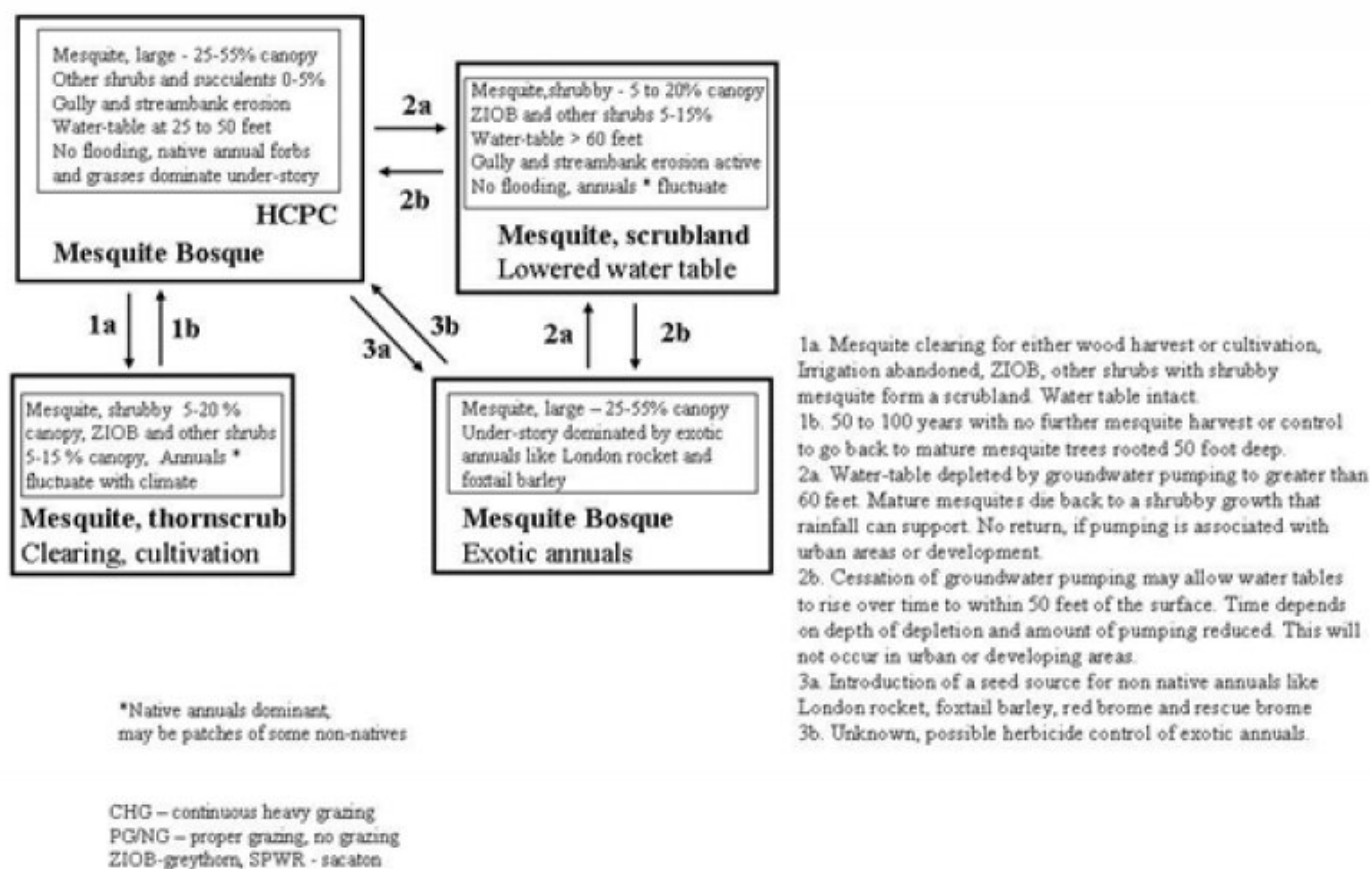 Mesquite, large - 25-55% canopy
Other shrubs and succulents 0-5%
Gully and streambank erosion
Water-table at 25 to 50 feet
No flooding, native annual forbs
and grasses dominate under-story
HCPC
Mesquite Bosque
2a
2b
Mesquite,shrubby - 5 to 20% canopy
ZIOB and other shrubs 5-15%
Water-table > 60 feet
Gully and streambank erosion active
No flooding, annuals * fluctuate
Mesquite, scrubland
Lowered water table
1a
1b
3a
3b
2a
2b
Mesquite, shrubby 5-20 %
canopy, ZIOB and other shrubs
5-15 % canopy, Annuals *
fluctuate with climate
Mesquite, thornscrub
Clearing, cultivation
Mesquite, large – 25-55% canopy
Under-story dominated by exotic
annuals like London rocket and
foxtail barley
Mesquite Bosque
Exotic annuals
1a. Mesquite clearing for either wood harvest or cultivation,
Irrigation abandoned, ZIOB, other shrubs with shrubby
mesquite form a scrubland. Water table intact.
1b. 50 to 100 years with no further mesquite harvest or control
to go back to mature mesquite trees rooted 50 foot deep.
2a. Water-table depleted by groundwater pumping to greater than
60 feet. Mature mesquites die back to a shrubby growth that
rainfall can support. No return, if pumping is associated with
urban areas or development.
2b. Cessation of groundwater pumping may allow water tables
to rise over time to within 50 feet of the surface. Time depends
on depth of depletion and amount of pumping reduced. This will
not occur in urban or developing areas.
3a. Introduction of a seed source for non native annuals like
London rocket, foxtail barley, red brome and rescue brome
3b. Unknown, possible herbicide control of exotic annuals.
*Native annuals dominant,
may be patches of some non-natives
CHG – continuous heavy grazing
PG/NG – proper grazing, no grazing
ZIOB-greythorn, SPWR - sacaton